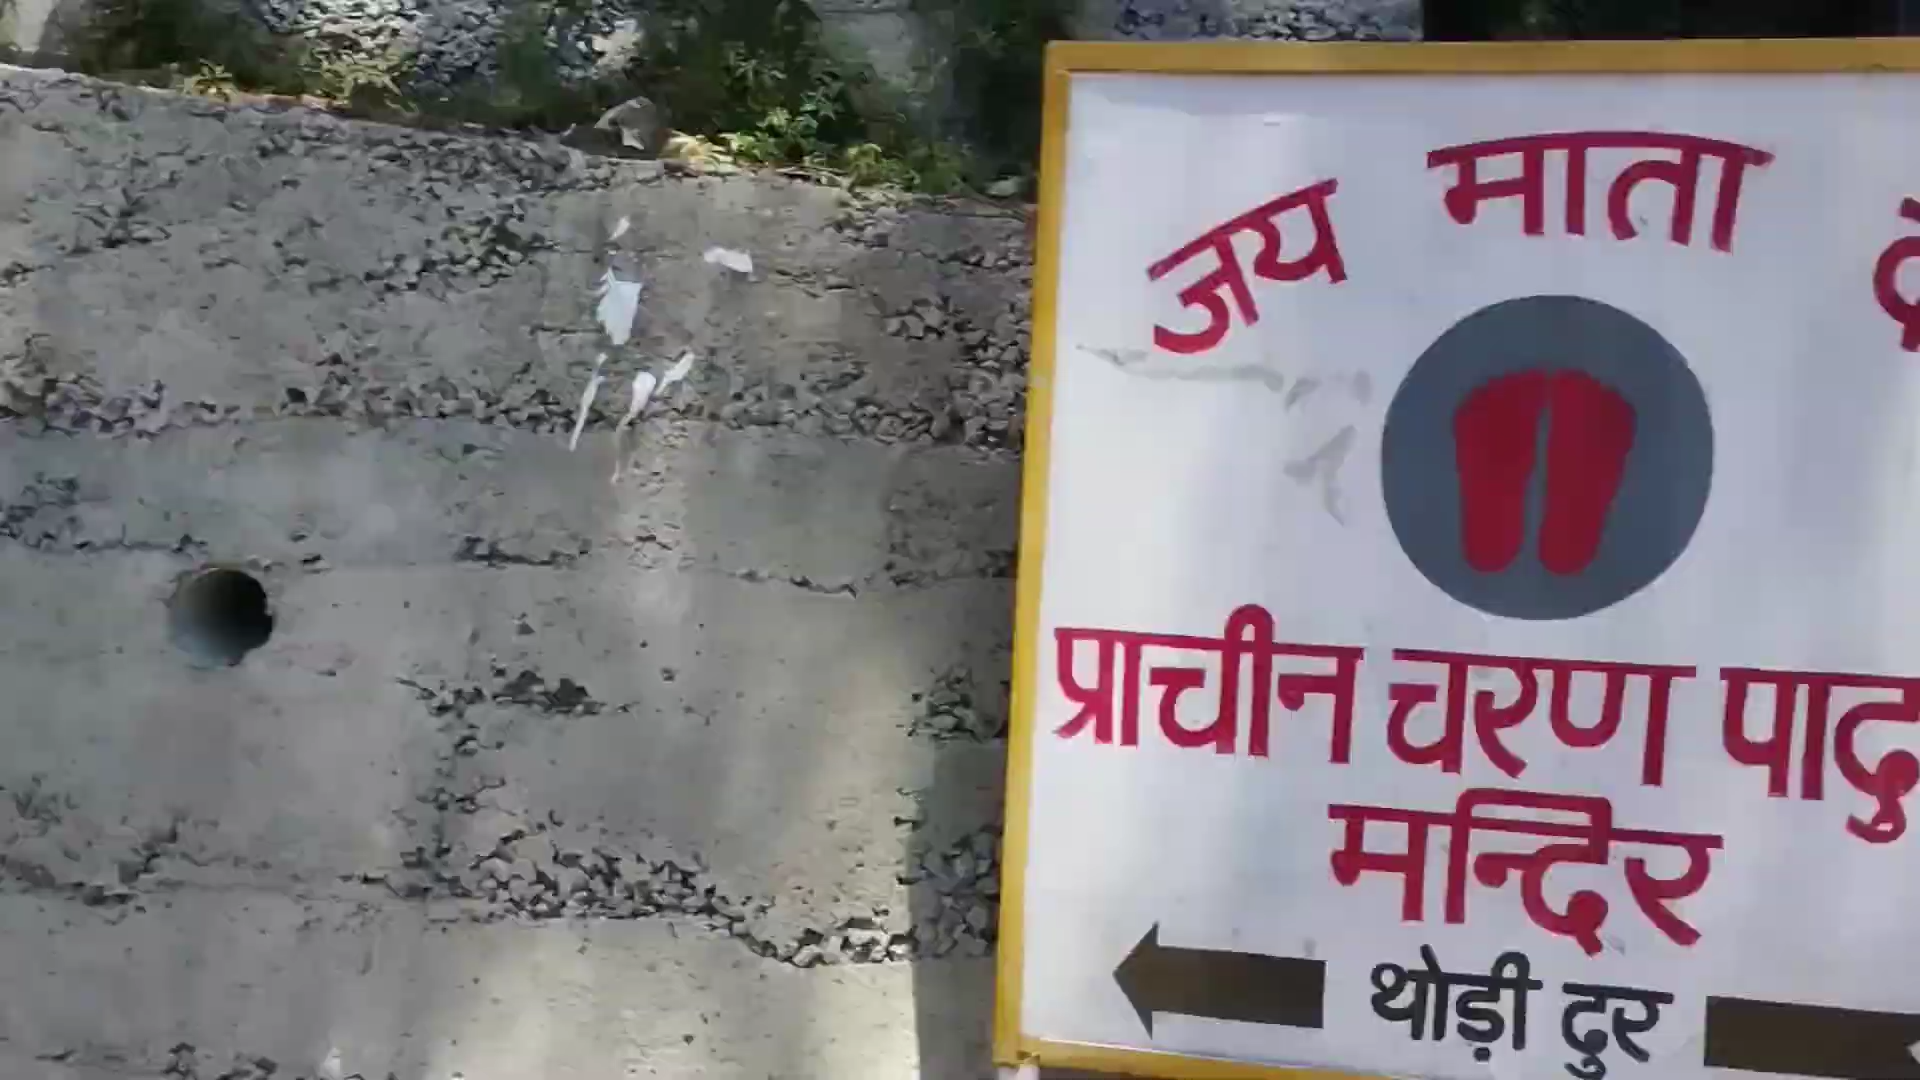 जय माता
प्राचीन चरण पादु
मन्दिर
थोड़ी दुर